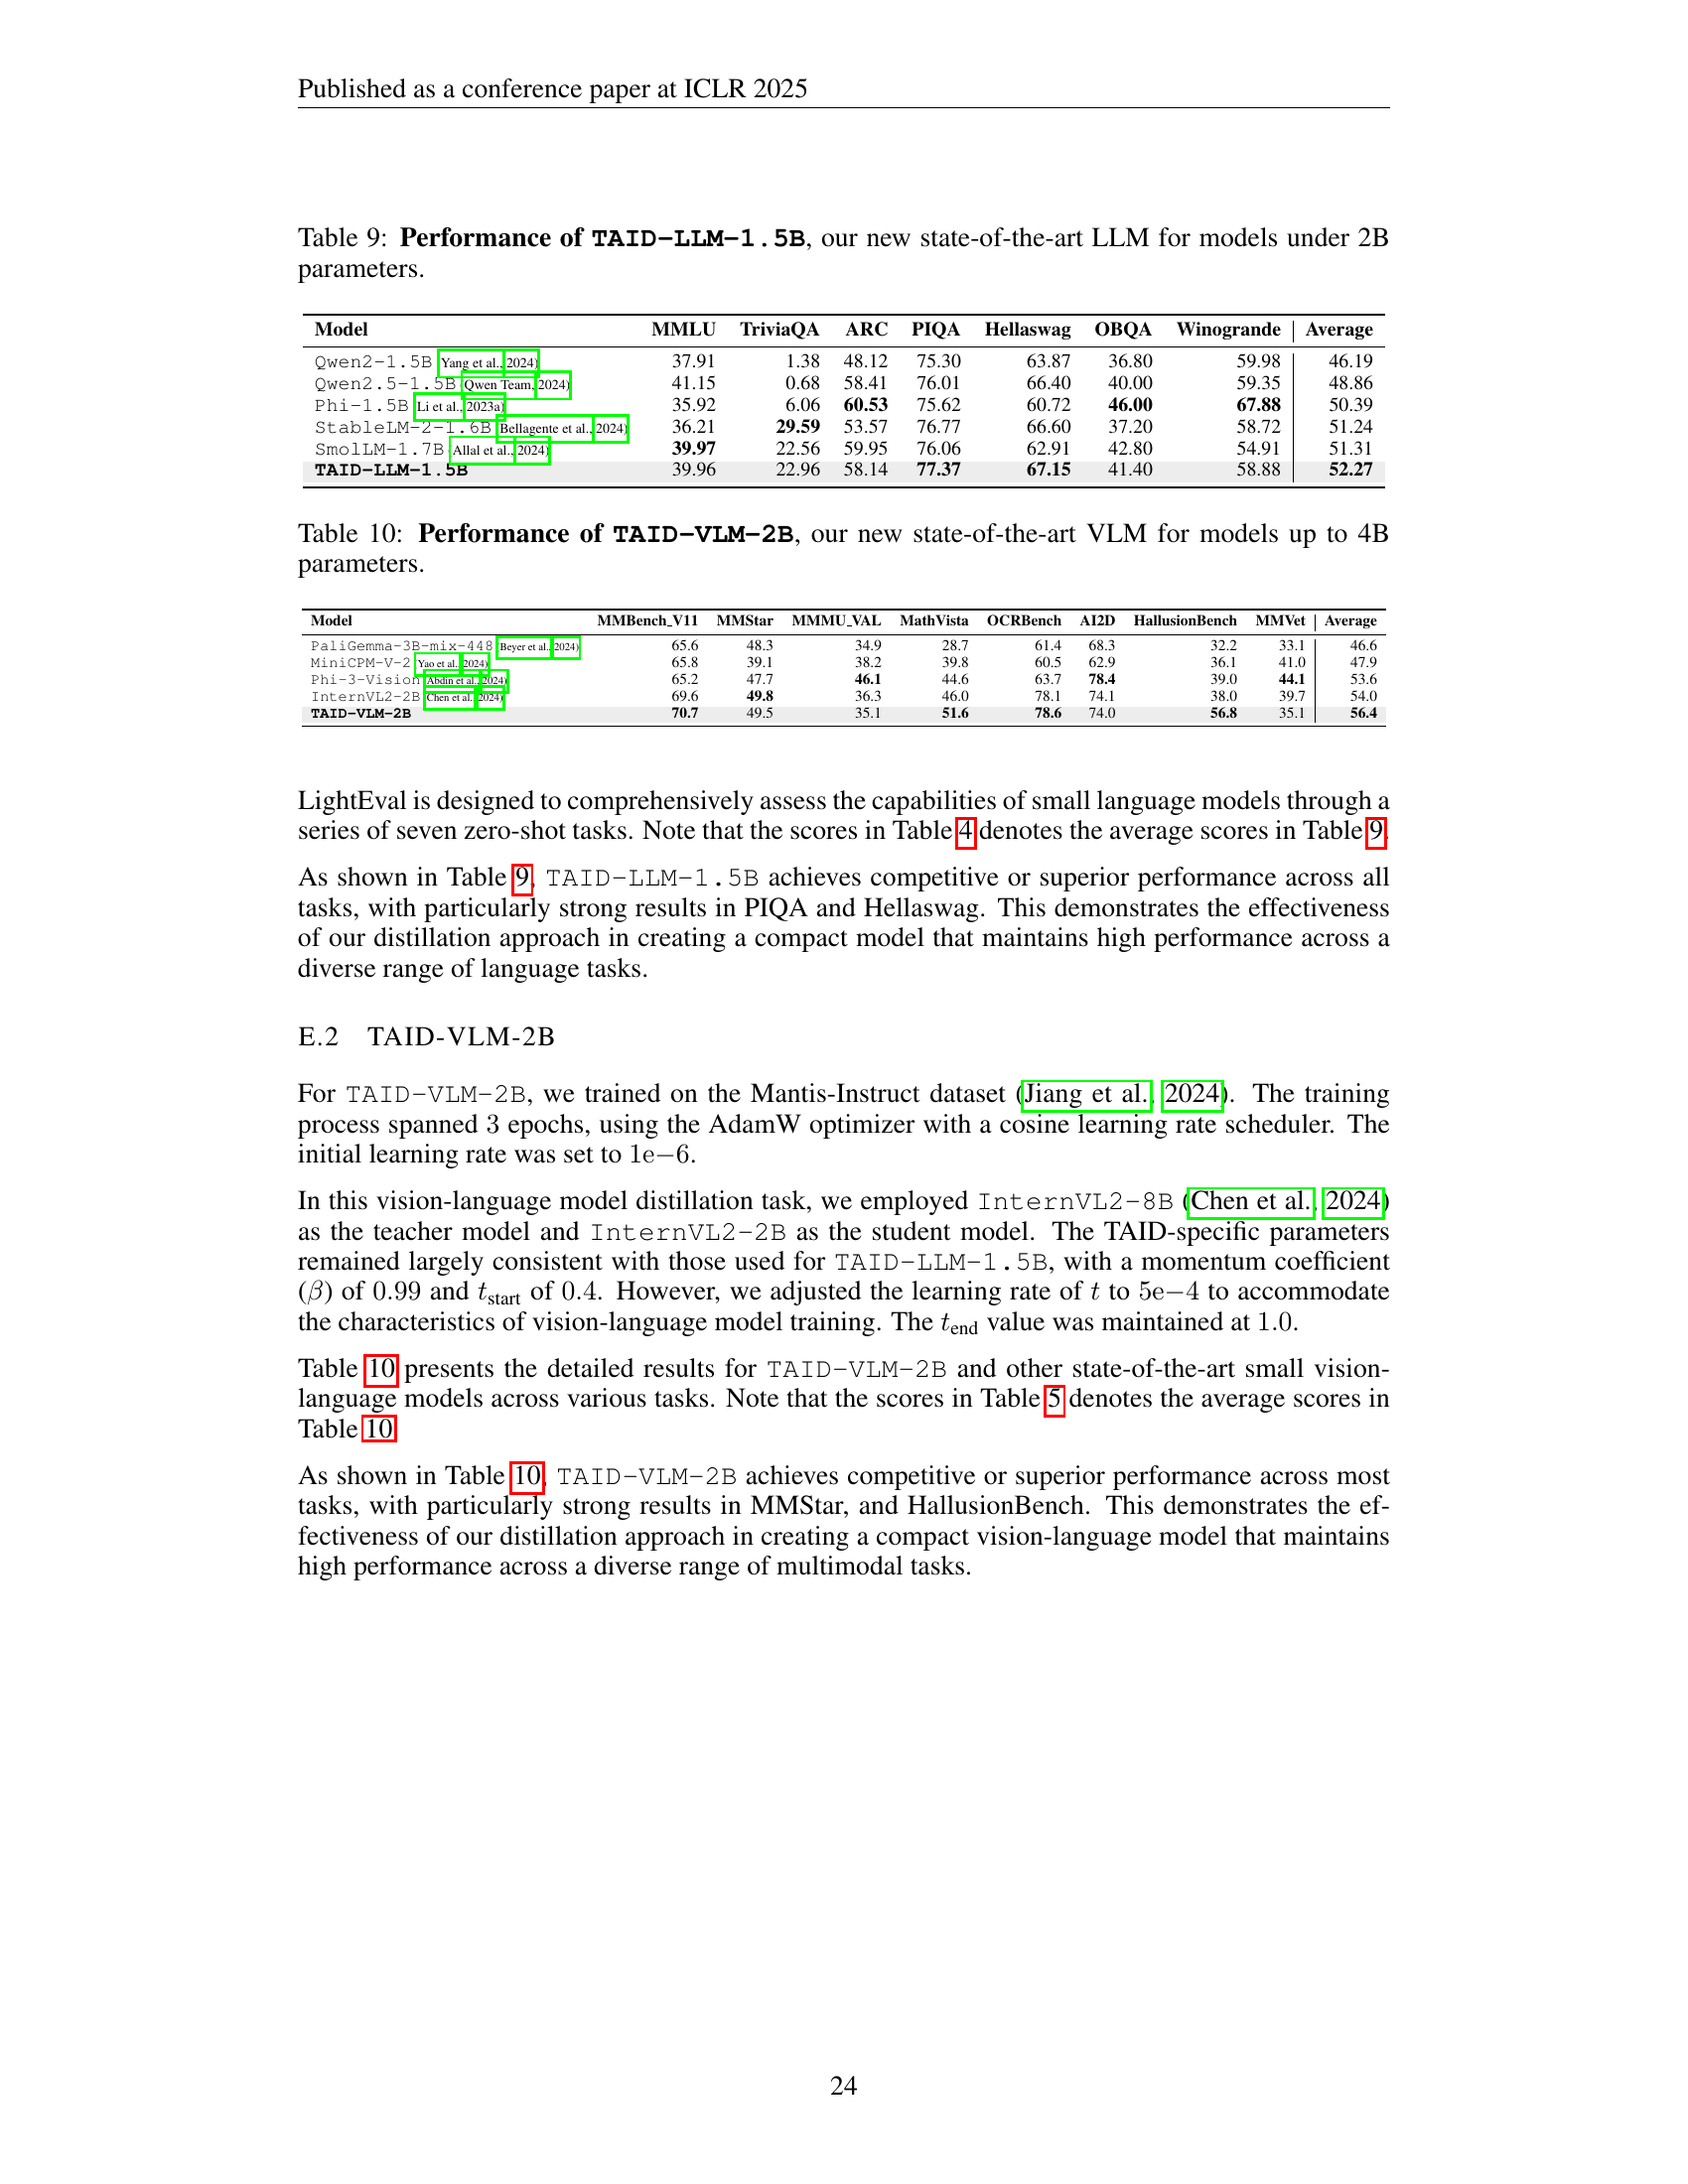 Published as a conference paper at ICLR 2025
Table 9: Performance of TAID-LLM-1.5B, our new state-of-the-art LLM for models under 2B
parameters.
Model MMLU TriviaQA ARC PIQA Hellaswag OBQA Winogrande Average
Qwen2-1.5B (Yang et al., 2024) 37.91 1.38 48.12 75.30 63.87 36.80 59.98 46.19
Qwen2.5-1.5B (Qwen Team, 2024) 41.15 0.68 58.41 76.01 66.40 40.00 59.35 48.86
Phi-1.5B (Li et al., 2023a) 35.92 6.06 60.53 75.62 60.72 46.00 67.88 50.39
StableLM-2-1.6B (Bellagente et al., 2024) 36.21 29.59 53.57 76.77 66.60 37.20 58.72 51.24
SmolLM-1.7B (Allal et al., 2024) 39.97 22.56 59.95 76.06 62.91 42.80 54.91 51.31
TAID-LLM-1.5B 39.96 22.96 58.14 77.37 67.15 41.40 58.88 52.27
Table 10: Performance of TAID-VLM-2B, our new state-of-the-art VLM for models up to 4B
parameters.
Model MMBench_V11 MMStar MMMU_VAL MathVista OCRBench AI2D HallusionBench MMVet Average
PaliGemma-3B-mix-448 (Beyer et al., 2024) 65.6 48.3 34.9 28.7 61.4 68.3 32.2 33.1 46.6
MiniCPM-V-2 (Yao et al., 2024) 65.8 39.1 38.2 39.8 60.5 62.9 36.1 41.0 47.9
Phi-3-Vision (Abdin et al., 2024) 65.2 47.7 46.1 44.6 63.7 78.4 39.0 44.1 53.6
InternVL2-2B (Chen et al., 2024) 69.6 49.8 36.3 46.0 78.1 74.1 38.0 39.7 54.0
TAID-VLM-2B 70.7 49.5 35.1 51.6 78.6 74.0 56.8 35.1 56.4
LightEval is designed to comprehensively assess the capabilities of small language models through a
series of seven zero-shot tasks. Note that the scores in Table 4 denotes the average scores in Table 9.
As shown in Table 9, TAID-LLM-1.5B achieves competitive or superior performance across all
tasks, with particularly strong results in PIQA and Hellaswag. This demonstrates the effectiveness
of our distillation approach in creating a compact model that maintains high performance across a
diverse range of language tasks.
E.2 TAID-VLM-2B
For TAID-VLM-2B, we trained on the Mantis-Instruct dataset (Jiang et al., 2024). The training
process spanned 3 epochs, using the AdamW optimizer with a cosine learning rate scheduler. The
initial learning rate was set to 1e−6.
In this vision-language model distillation task, we employed InternVL2-8B (Chen et al., 2024)
as the teacher model and InternVL2-2B as the student model. The TAID-specific parameters
remained largely consistent with those used for TAID-LLM-1.5B, with a momentum coefficient
(β) of 0.99 and t_start of 0.4. However, we adjusted the learning rate of t to 5e−4 to accommodate
the characteristics of vision-language model training. The t_end value was maintained at 1.0.
Table 10 presents the detailed results for TAID-VLM-2B and other state-of-the-art small vision-
language models across various tasks. Note that the scores in Table 5 denotes the average scores in
Table 10.
As shown in Table 10, TAID-VLM-2B achieves competitive or superior performance across most
tasks, with particularly strong results in MMStar, and HallusionBench. This demonstrates the ef-
fectiveness of our distillation approach in creating a compact vision-language model that maintains
high performance across a diverse range of multimodal tasks.
24